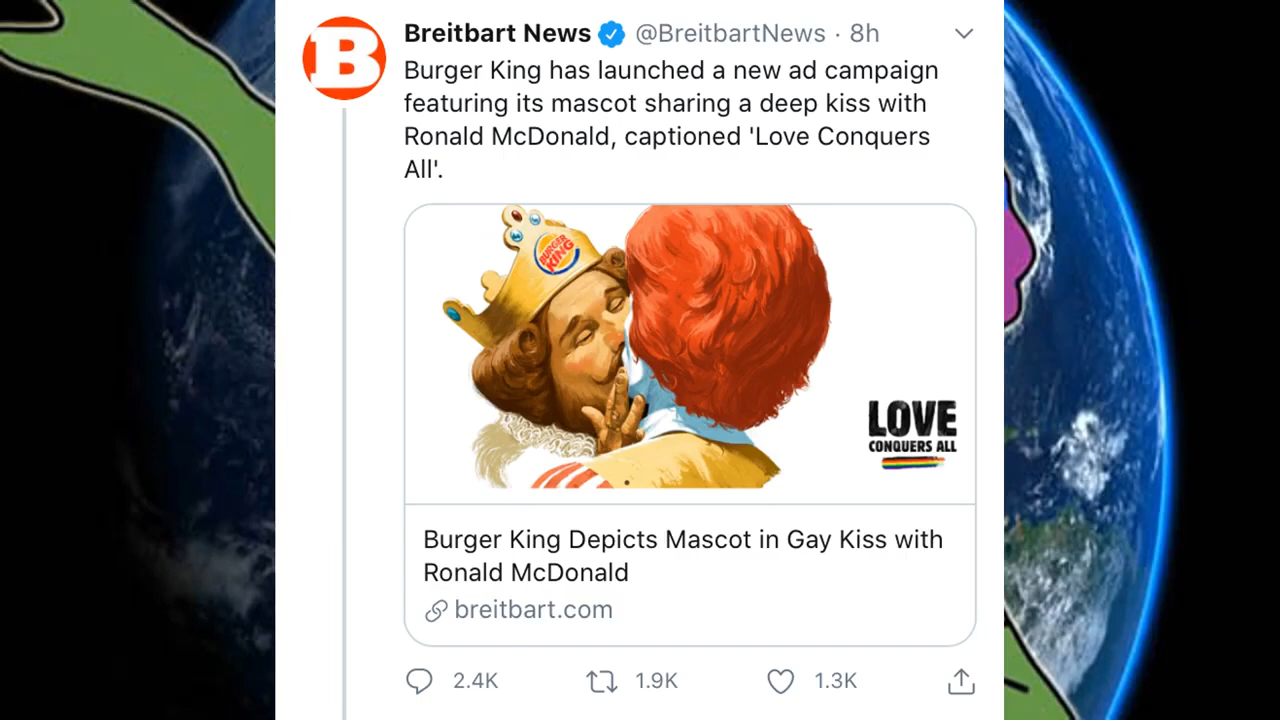 Breitbart News @BreitbartNews · 8h
B
Burger King has launched a new ad campaign
featuring its mascot sharing a deep kiss with
Ronald McDonald, captioned 'Love Conquers
All'.
BURGER
KING
LOVE
CONQUERS ALL
Burger King Depicts Mascot in Gay Kiss with
Ronald McDonald
breitbart.com
2.4K 1.9K 1.3K